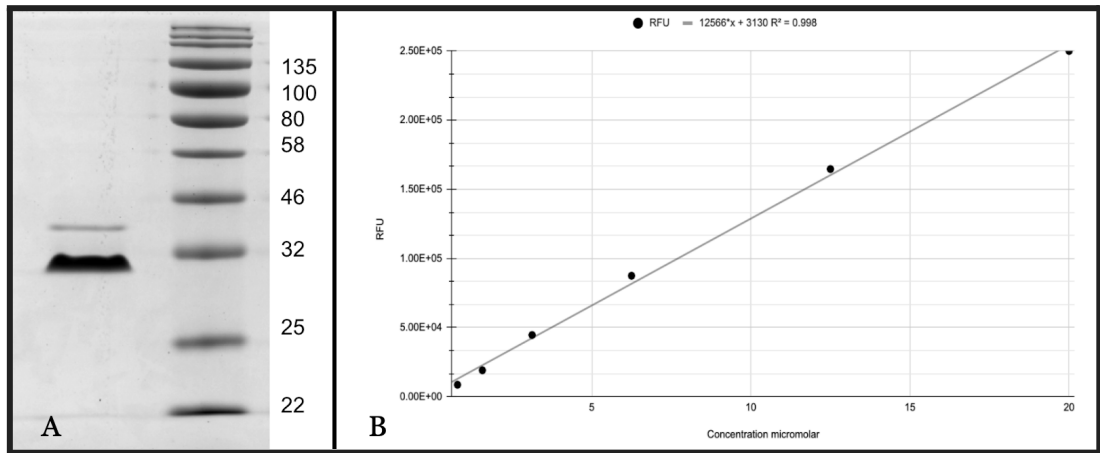 135
100
80
58
46
32
25
22
A
RFU 12566*x + 3130 R² = 0.998
2.50E+05
2.00E+05
1.50E+05
1.00E+05
5.00E+04
0.00E+00
RFU
5 10 15 20
Concentration micromolar
B